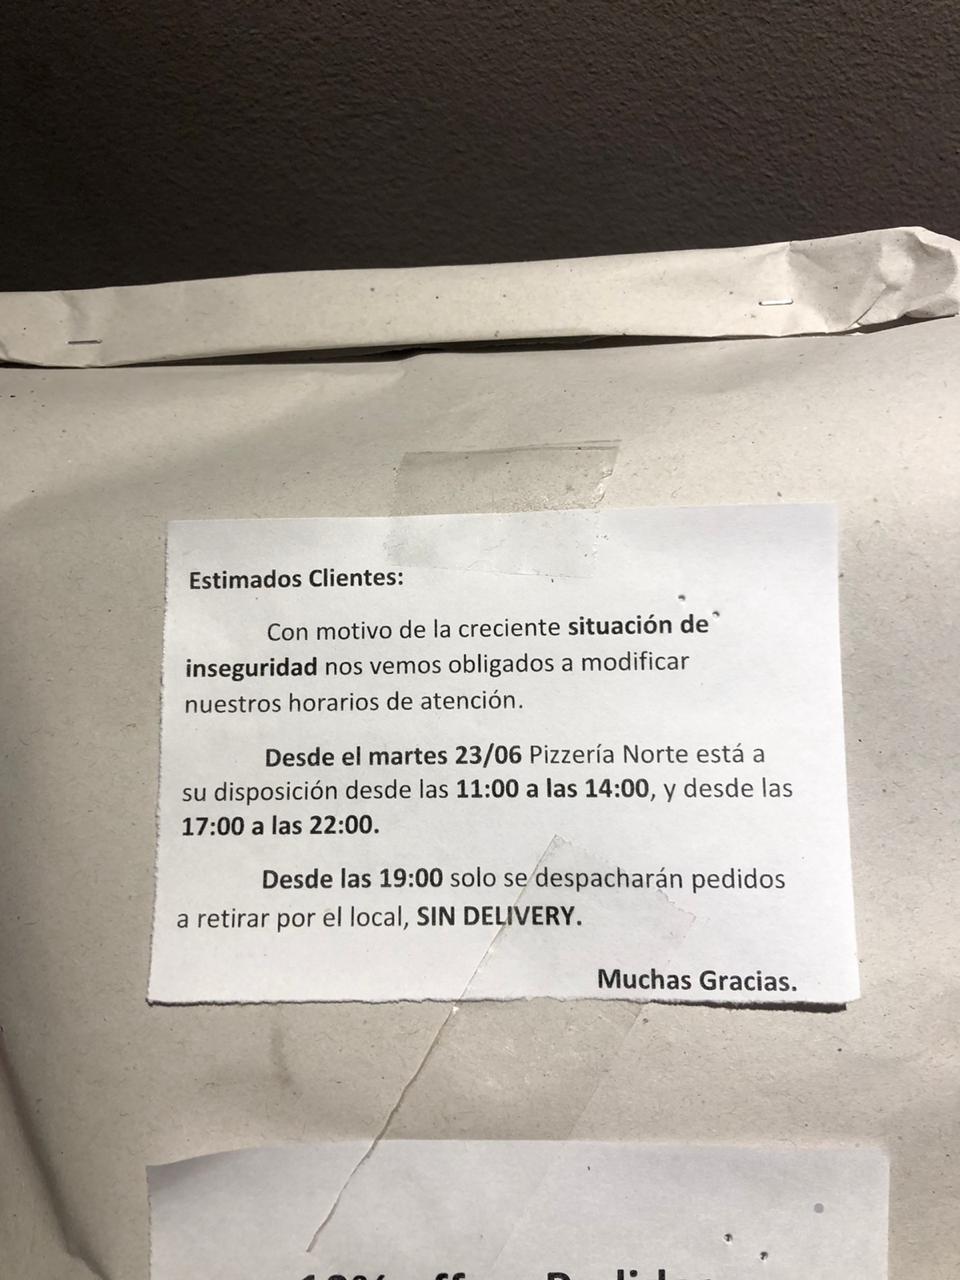 Estimados Clientes:
Con motivo de la creciente situación de
inseguridad nos vemos obligados a modificar
nuestros horarios de atención.
Desde el martes 23/06 Pizzería Norte está a
su disposición desde las 11:00 a las 14:00, y desde las
17:00 a las 22:00.
Desde las 19:00 solo se despacharán pedidos
a retirar por el local, SIN DELIVERY.
Muchas Gracias.